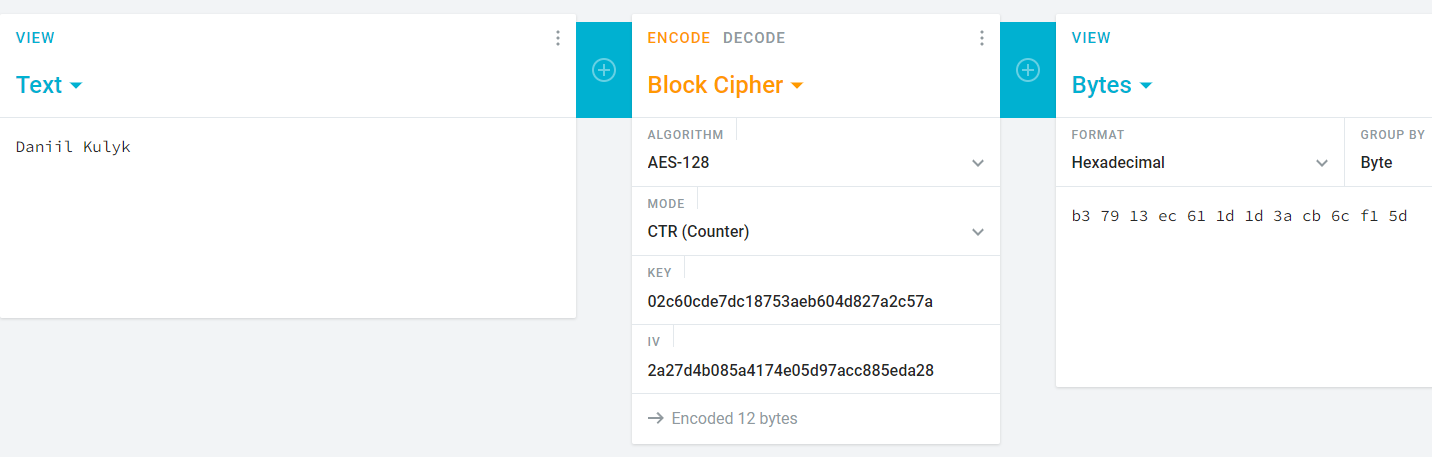 VIEW
Text
Daniil Kulyk
ENCODE DECODE
Block Cipher
ALGORITHM
AES-128
MODE
CTR (Counter)
KEY
02c60cde7dc18753aeb604d827a2c57a
IV
2a27d4b085a4174e05d97acc885eda28
→ Encoded 12 bytes
VIEW
Bytes
FORMAT
Hexadecimal
GROUP BY
Byte
b3 79 13 ec 61 1d 1d 3a cb 6c f1 5d